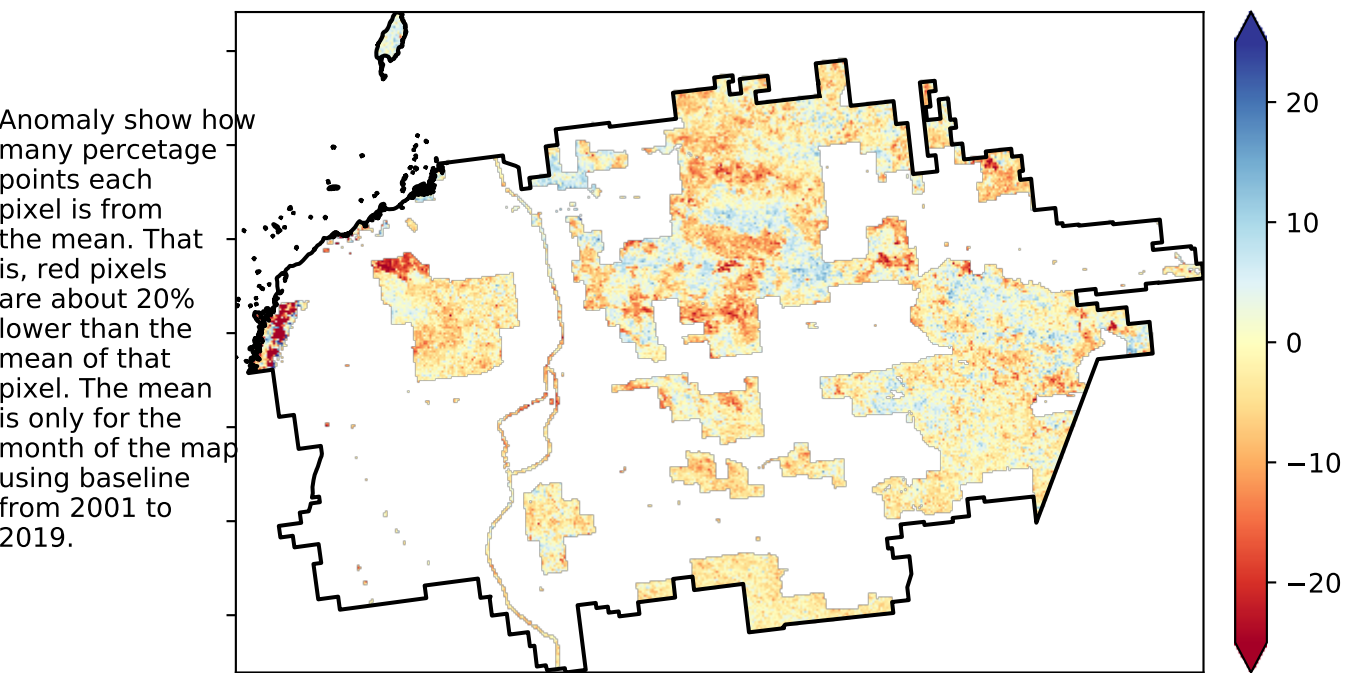 Anomaly show how
many percetage
points each
pixel is from
the mean. That
is, red pixels
are about 20%
lower than the
mean of that
pixel. The mean
is only for the
month of the map
using baseline
from 2001 to
2019.
20
10
0
−10
−20